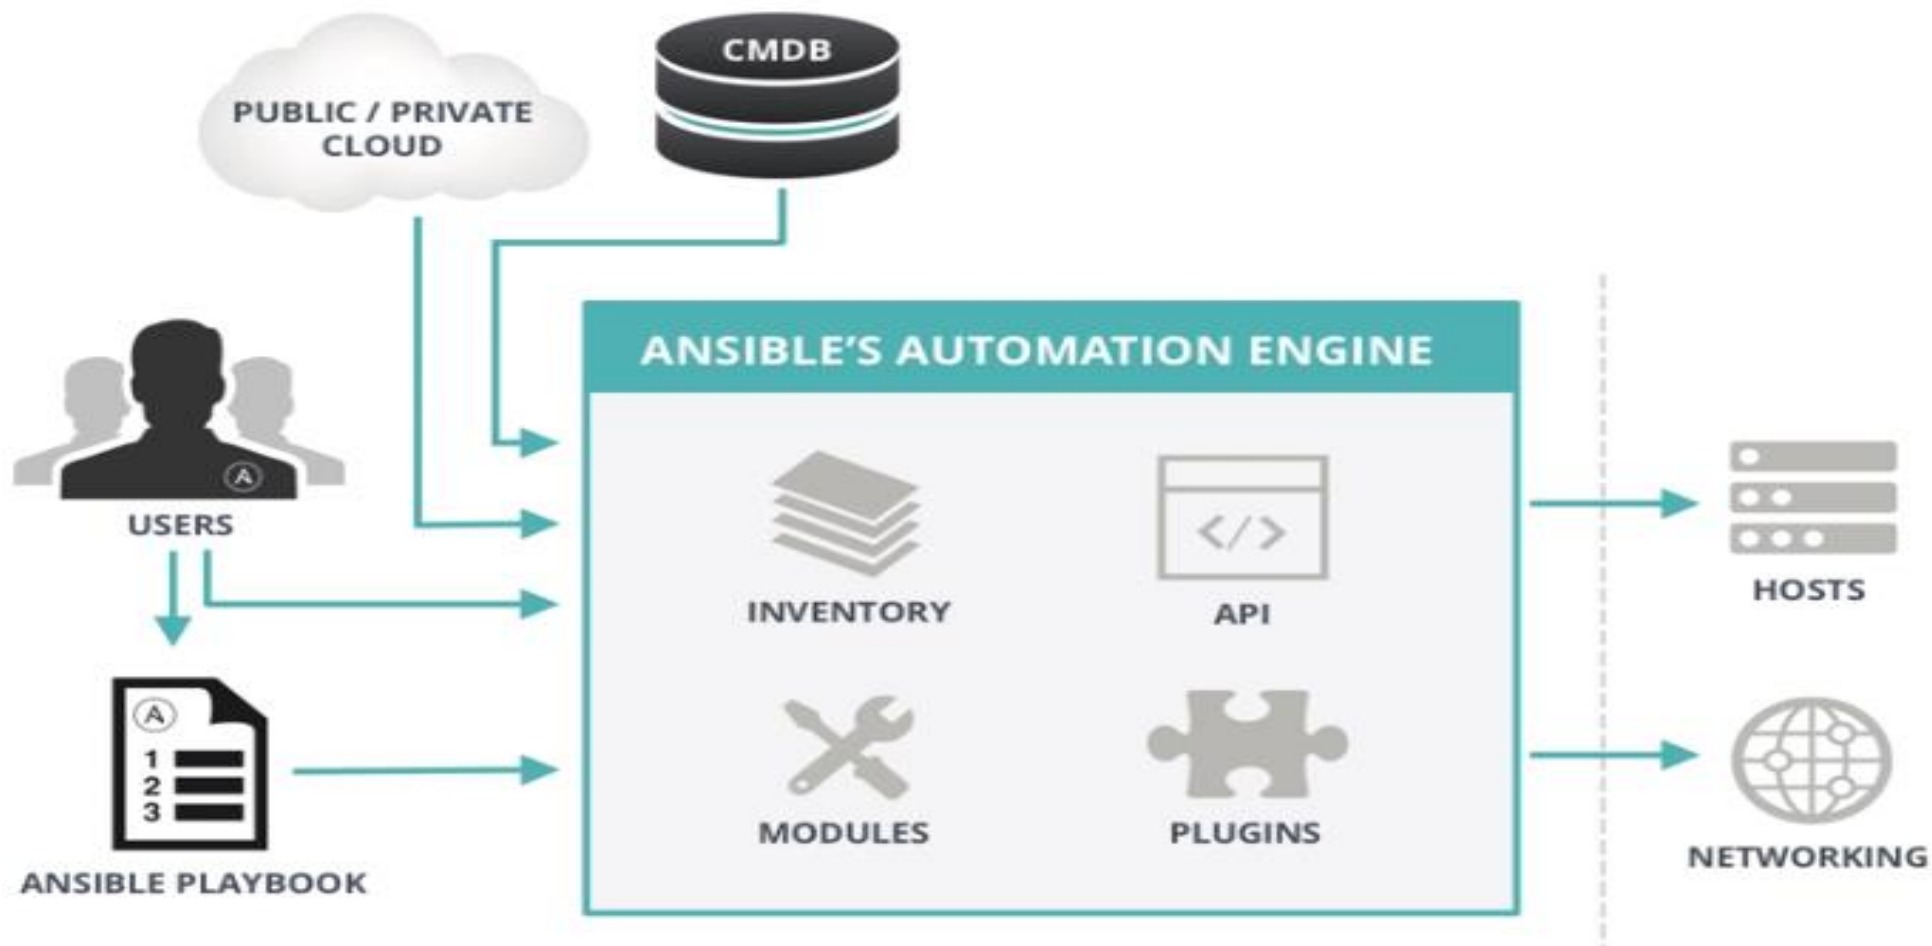 CMDB
PUBLIC / PRIVATE
CLOUD
ANSIBLE'S AUTOMATION ENGINE
A
USERS
</>
INVENTORY
API
HOSTS
A
1
2
3
MODULES
PLUGINS
NETWORKING
ANSIBLE PLAYBOOK